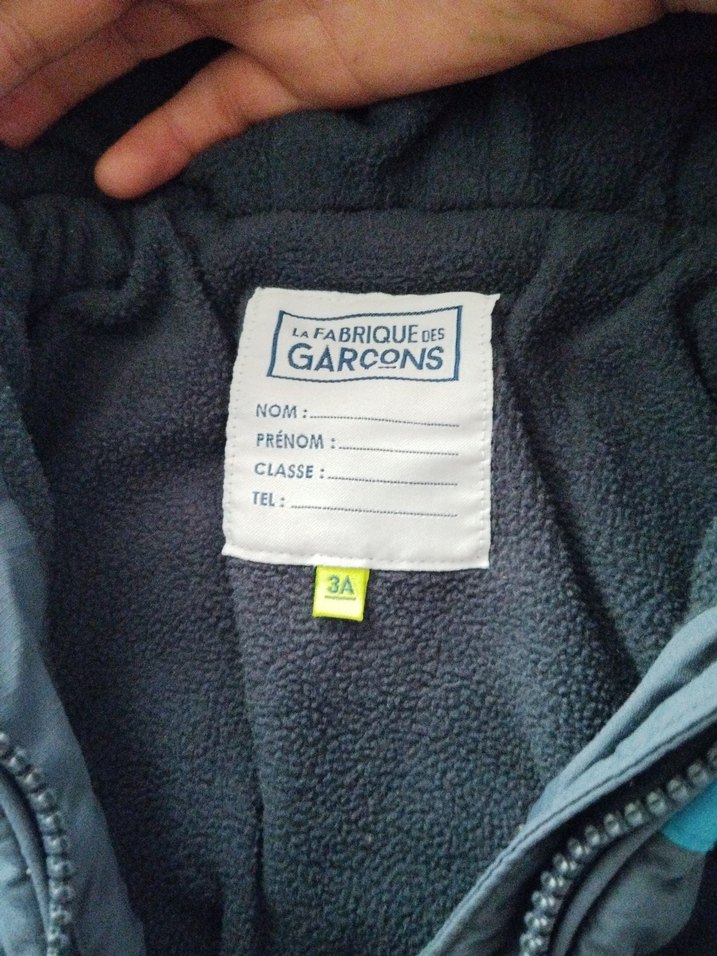 LA FABRIQUE DES
GARÇONS
NOM :
PRÉNOM :
CLASSE :
TEL :
3A